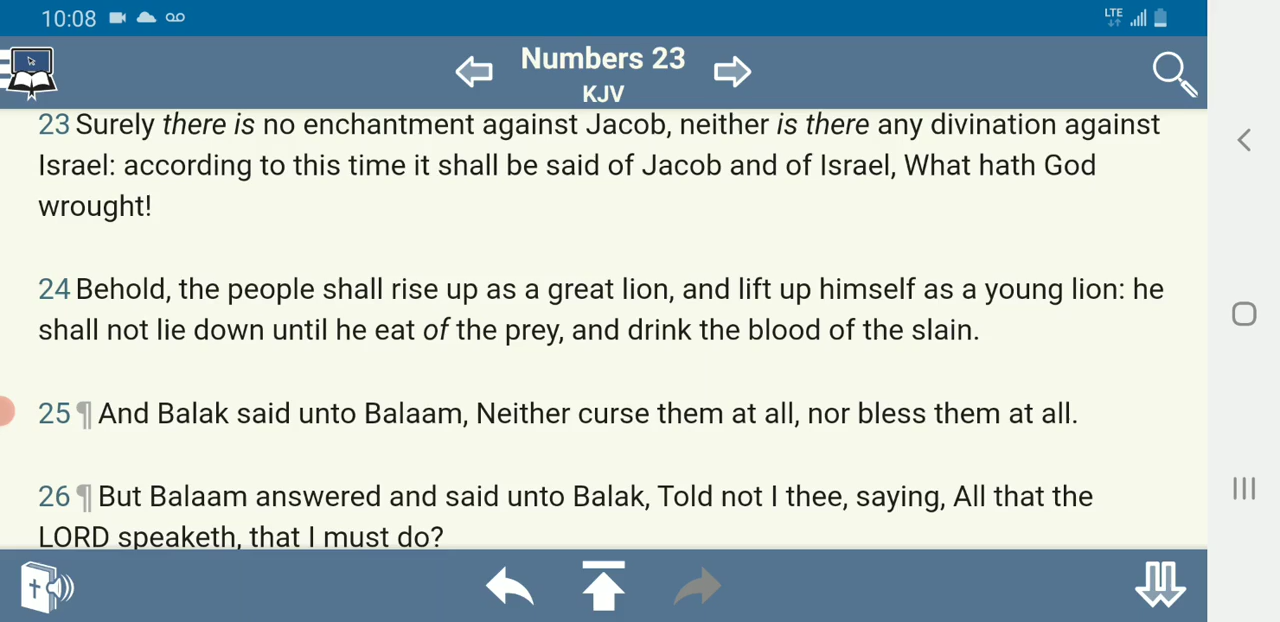 10:08
LTE
Numbers 23
KJV
23 Surely there is no enchantment against Jacob, neither is there any divination against
Israel: according to this time it shall be said of Jacob and of Israel, What hath God
wrought!
24 Behold, the people shall rise up as a great lion, and lift up himself as a young lion: he
shall not lie down until he eat of the prey, and drink the blood of the slain.
25 ¶ And Balak said unto Balaam, Neither curse them at all, nor bless them at all.
26 ¶ But Balaam answered and said unto Balak, Told not I thee, saying, All that the
LORD speaketh, that I must do?